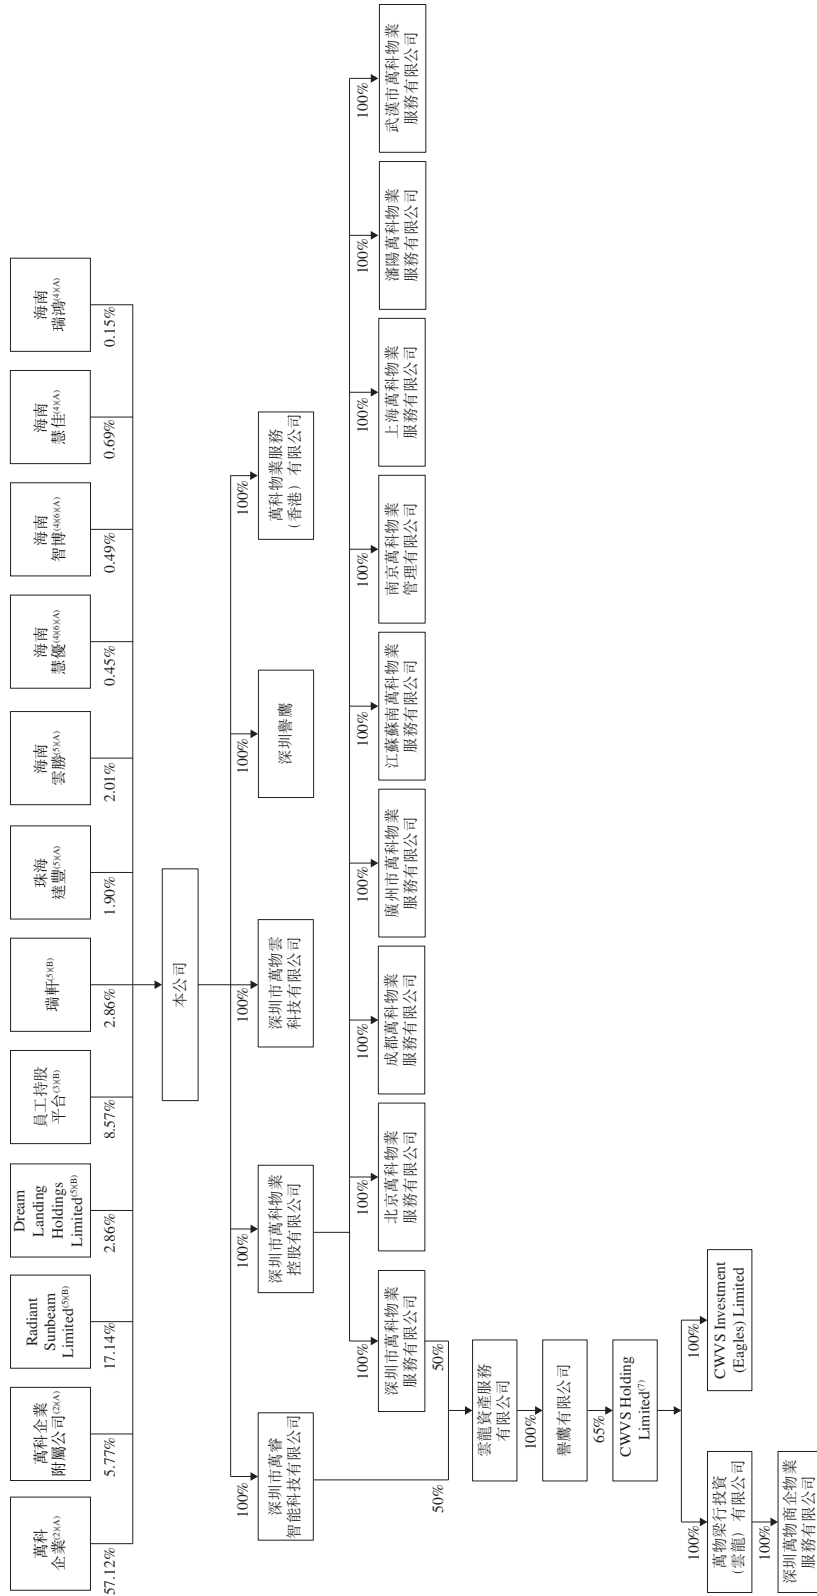 萬科
企業(2)(A)
57.12%
萬科企業
附屬公司(2)(A)
5.77%
Radiant
Sunbeam
Limited(5)(B)
17.14%
Dream
Landing
Holdings
Limited(5)(B)
2.86%
員工持股
平台(3)(B)
8.57%
瑞軒(5)(B)
2.86%
珠海
達豐(5)(A)
1.90%
海南
雲勝(5)(A)
2.01%
海南
慧優(4)(6)(A)
0.45%
海南
智博(4)(6)(A)
0.49%
海南
慧佳(4)(A)
0.69%
海南
瑞鴻(4)(A)
0.15%
本公司
100%
深圳市萬睿
智能科技有限公司
100%
深圳市萬科物業
控股有限公司
100%
深圳市萬物雲
科技有限公司
100%
深圳譽鷹
100%
萬科物業服務
（香港）有限公司
100%
深圳市萬科物業
服務有限公司
100%
北京萬科物業
服務有限公司
100%
成都萬科物業
服務有限公司
100%
廣州市萬科物業
服務有限公司
100%
江蘇蘇南萬科物業
服務有限公司
100%
南京萬科物業
管理有限公司
100%
上海萬科物業
服務有限公司
100%
瀋陽萬科物業
服務有限公司
100%
武漢市萬科物業
服務有限公司
50%
50%
雲龍資產服務
有限公司
100%
譽鷹有限公司
65%
CWVS Holding
Limited(7)
100%
萬物梁行投資
（雲龍）有限公司
100%
CWVS Investment
(Eagles) Limited
100%
深圳萬物商企物業
服務有限公司